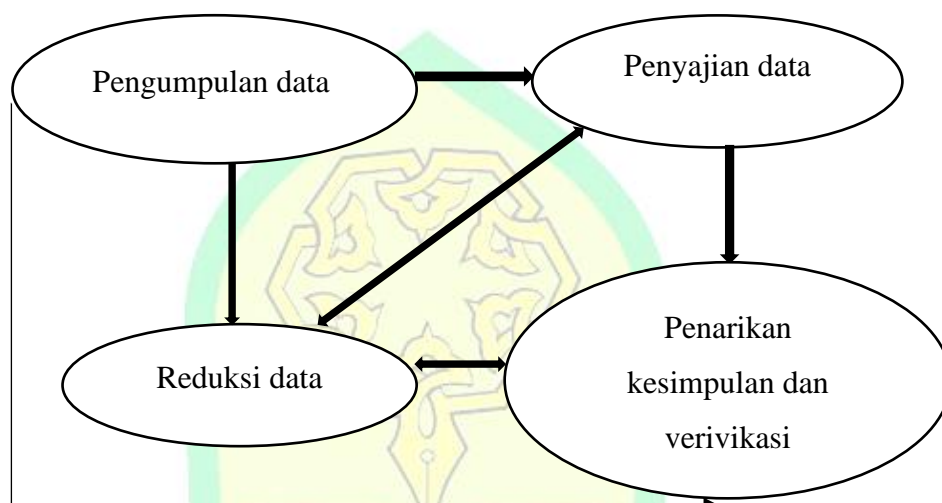 Pengumpulan data
Penyajian data
Reduksi data
Penarikan
kesimpulan dan
verivikasi